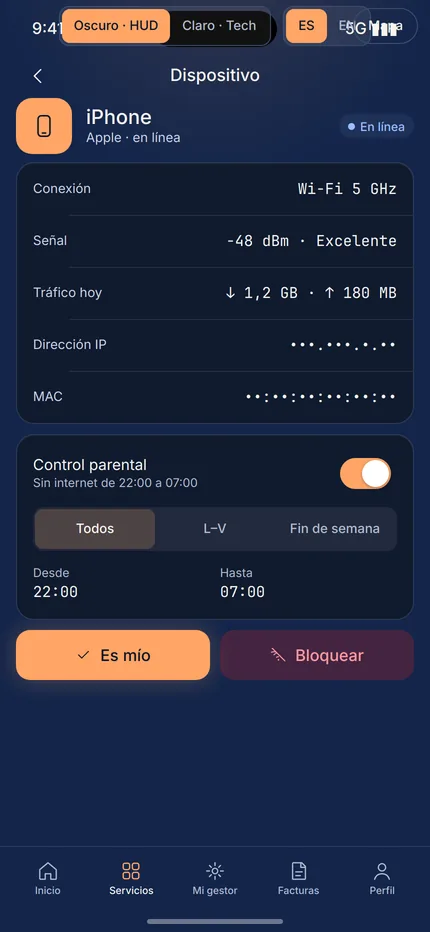 9:41
Oscuro · HUD
Claro · Tech
ES
EN
5G
Mapa
Dispositivo
iPhone
Apple · en línea
En línea
Conexión
Wi-Fi 5 GHz
Señal
-48 dBm · Excelente
Tráfico hoy
↓ 1,2 GB · ↑ 180 MB
Dirección IP
•••.•••.•.••
MAC
••:••:••:••:••:••
Control parental
Sin internet de 22:00 a 07:00
Todos
L–V
Fin de semana
Desde
Hasta
22:00
07:00
Es mío
Bloquear
Inicio
Servicios
Mi gestor
Facturas
Perfil